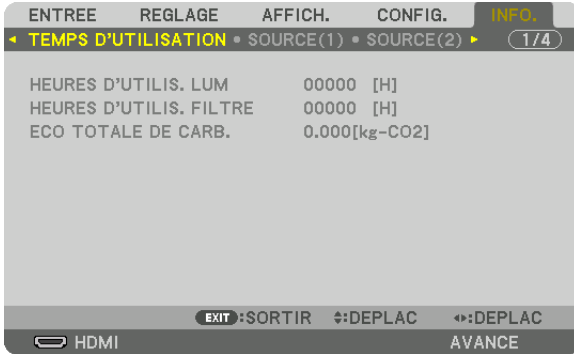 ENTREE REGLAGE AFFICH. CONFIG. INFO.
TEMPS D'UTILISATION • SOURCE(1) • SOURCE(2) 1/4
HEURES D'UTILIS. LUM 00000 [H]
HEURES D'UTILIS. FILTRE 00000 [H]
ECO TOTALE DE CARB. 0.000[kg-CO2]
EXIT :SORTIR :DEPLAC :DEPLAC
HDMI AVANCE